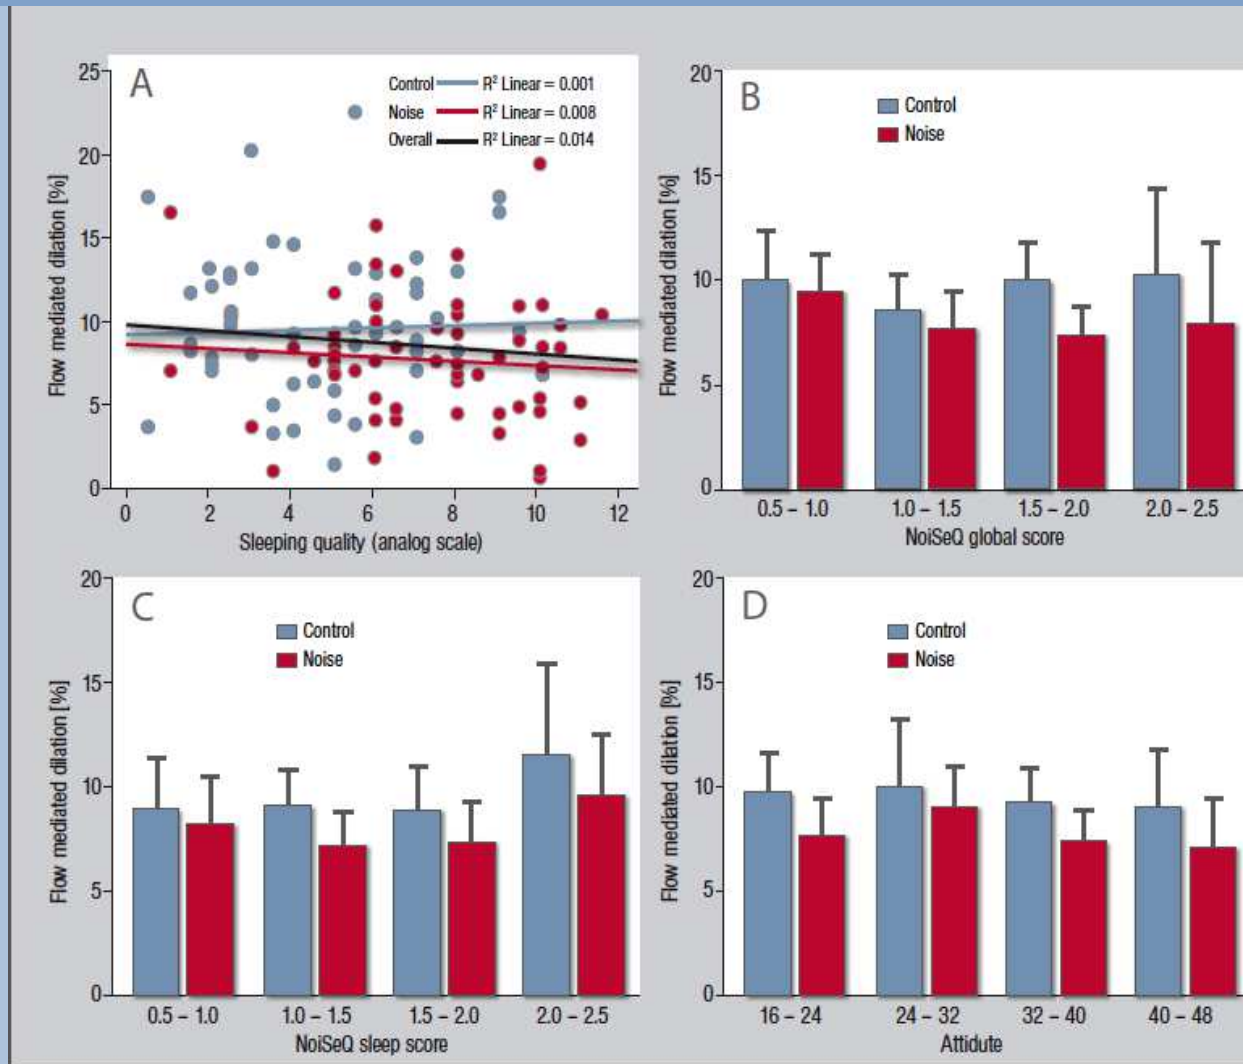 A
Control R² Linear = 0.001
Noise R² Linear = 0.008
Overall R² Linear = 0.014
Flow mediated dilation [%]
25
20
15
10
5
0
0 2 4 6 8 10 12
Sleeping quality (analog scale)
B
Control
Noise
Flow mediated dilation [%]
20
15
10
5
0
0.5 – 1.0 1.0 – 1.5 1.5 – 2.0 2.0 – 2.5
NoiSeQ global score
C
Control
Noise
Flow mediated dilation [%]
20
15
10
5
0
0.5 – 1.0 1.0 – 1.5 1.5 – 2.0 2.0 – 2.5
NoiSeQ sleep score
D
Control
Noise
Flow mediated dilation [%]
20
15
10
5
0
16 – 24 24 – 32 32 – 40 40 – 48
Attidute